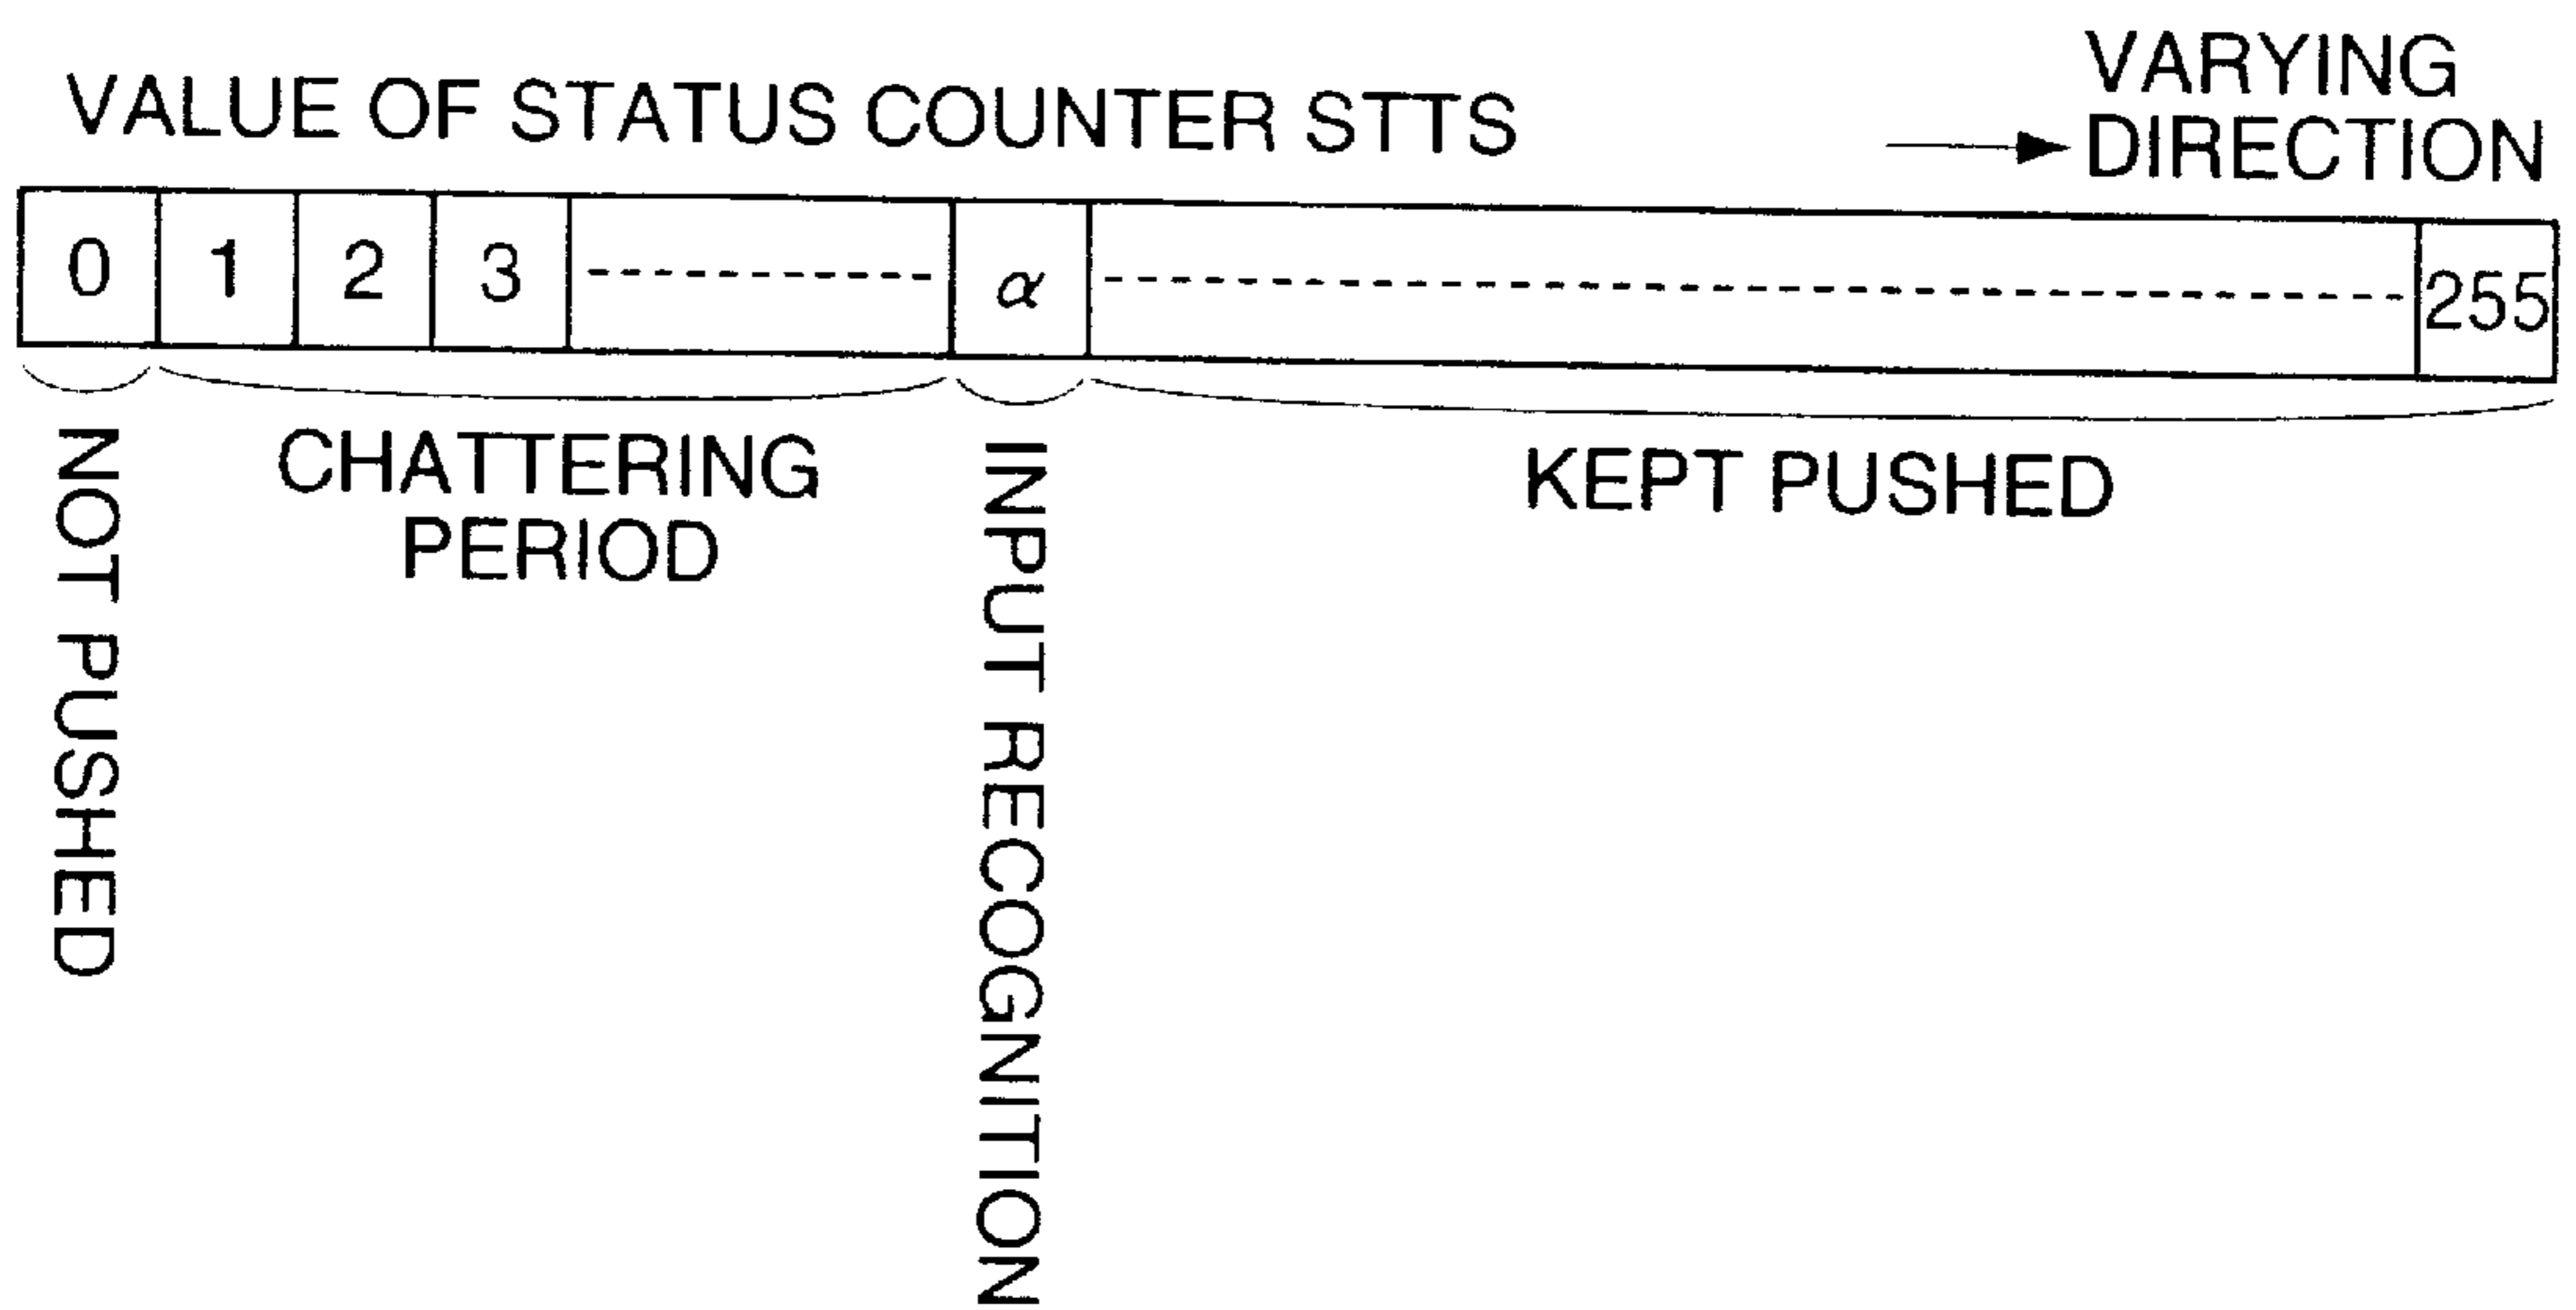 VALUE OF STATUS COUNTER STTS
VARYING
DIRECTION
0 1 2 3 α 255
NOT PUSHED
CHATTERING
PERIOD
INPUT RECOGNITION
KEPT PUSHED